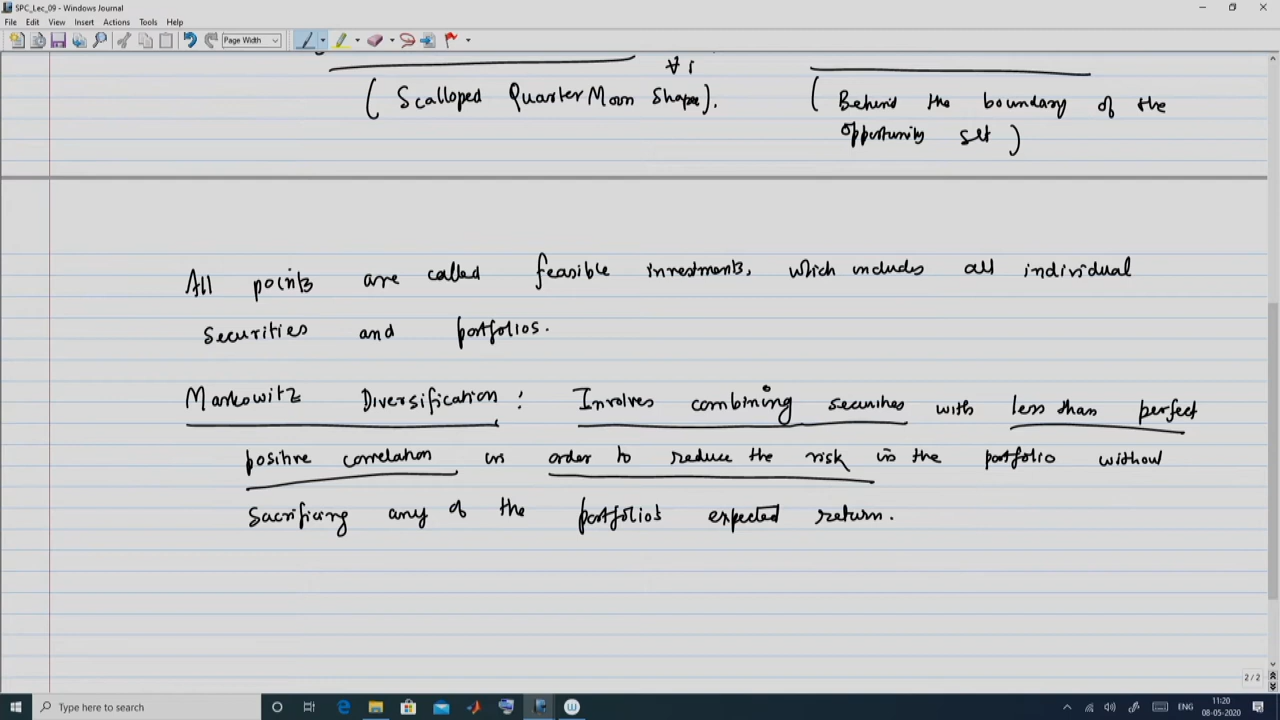 SPC_Lec_09 - Windows Journal
File Edit View Insert Actions Tools Help
Page Width
∀ i
(Scalloped Quarter Moon Shape).
(Behind the boundary of the
opportunity set)
All points are called feasible investments, which includes all individual
securities and portfolios.
Markowitz Diversification : Involves combining securities with less than perfect
positive correlation in order to reduce the risk in the portfolio without
sacrificing any of the portfolio's expected return.
2 / 2
Type here to search
ENG
11:20
08-05-2020